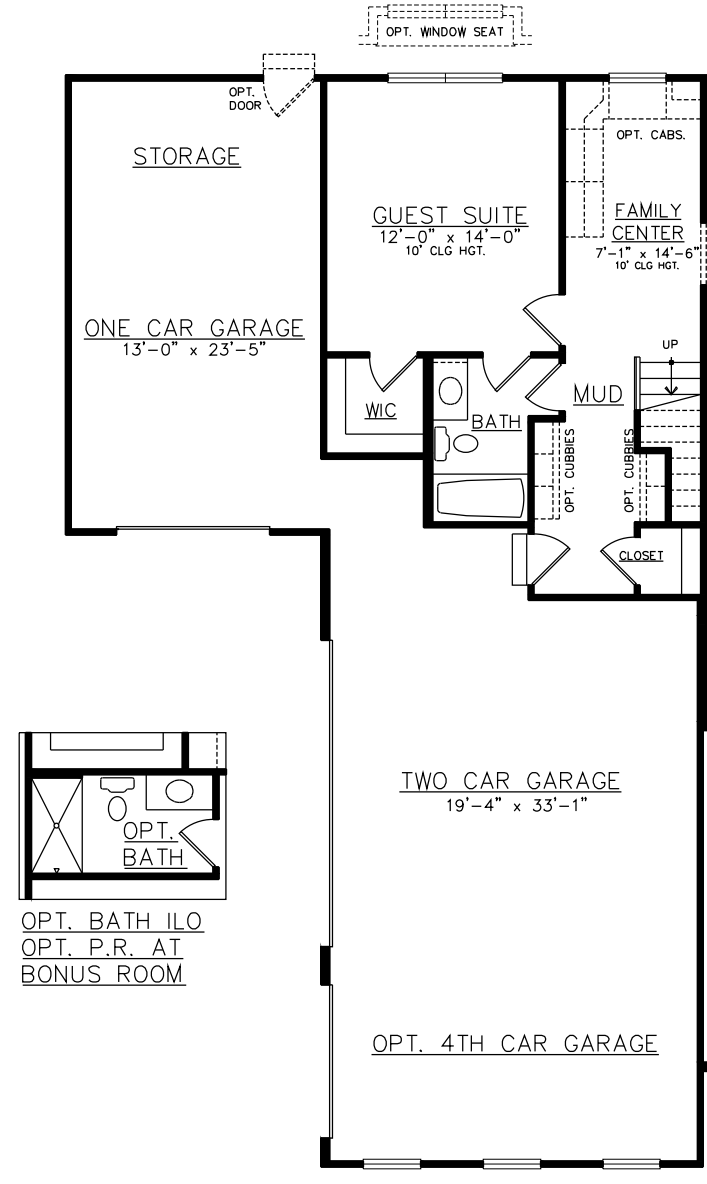 OPT. WINDOW SEAT
OPT.
DOOR
STORAGE
OPT. CABS.
GUEST SUITE
12'-0" x 14'-0"
10' CLG HGT.
FAMILY
CENTER
7'-1" x 14'-6"
10' CLG HGT.
ONE CAR GARAGE
13'-0" x 23'-5"
UP
WIC
BATH
MUD
OPT. CUBBIES
OPT. CUBBIES
CLOSET
TWO CAR GARAGE
19'-4" x 33'-1"
OPT.
BATH
OPT. BATH ILO
OPT. P.R. AT
BONUS ROOM
OPT. 4TH CAR GARAGE